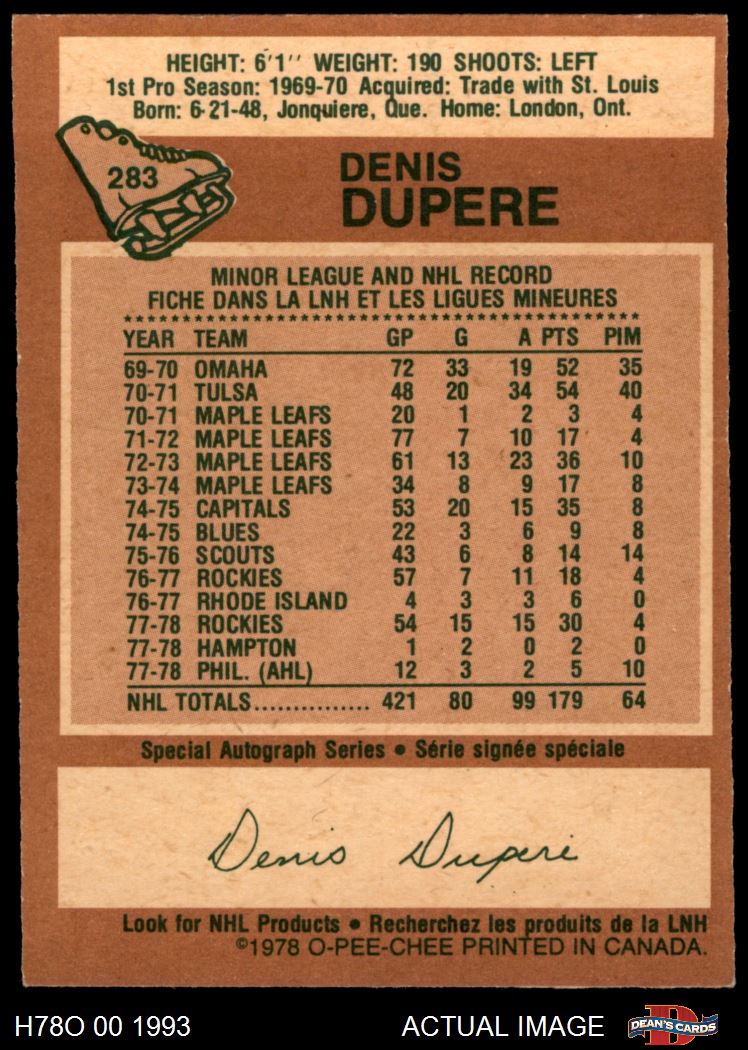 HEIGHT: 6'1'' WEIGHT: 190 SHOOTS: LEFT
1st Pro Season: 1969-70 Acquired: Trade with St. Louis
Born: 6-21-48, Jonquiere, Que. Home: London, Ont.
283
DENIS
DUPERE
MINOR LEAGUE AND NHL RECORD
FICHE DANS LA LNH ET LES LIGUES MINEURES
YEAR TEAM GP G A PTS PIM
69-70 OMAHA 72 33 19 52 35
70-71 TULSA 48 20 34 54 40
70-71 MAPLE LEAFS 20 1 2 3 4
71-72 MAPLE LEAFS 77 7 10 17 4
72-73 MAPLE LEAFS 61 13 23 36 10
73-74 MAPLE LEAFS 34 8 9 17 8
74-75 CAPITALS 53 20 15 35 8
74-75 BLUES 22 3 6 9 8
75-76 SCOUTS 43 6 8 14 14
76-77 ROCKIES 57 7 11 18 4
76-77 RHODE ISLAND 4 3 3 6 0
77-78 ROCKIES 54 15 15 30 4
77-78 HAMPTON 1 2 0 2 0
77-78 PHIL. (AHL) 12 3 2 5 10
NHL TOTALS................ 421 80 99 179 64
Special Autograph Series • Série signée spéciale
Denis Dupere
Look for NHL Products • Recherchez les produits de la LNH
©1978 O-PEE-CHEE PRINTED IN CANADA.
H78O 00 1993 ACTUAL IMAGE D DEAN'S CARDS